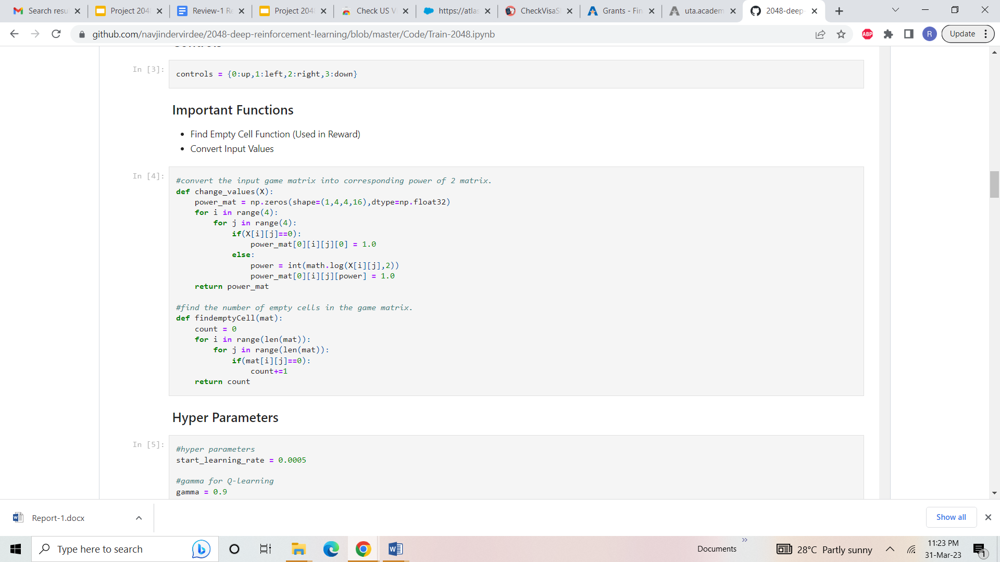 Search resu
Project 204
Review-1 R
Project 204
Check US V
https://atlas
CheckVisaS
Grants - Fin
uta.academ
2048-deep-
github.com/navjindervirdee/2048-deep-reinforcement-learning/blob/master/Code/Train-2048.ipynb
ABP
R
Update
In [3]:
controls = {0:up,1:left,2:right,3:down}
Important Functions
• Find Empty Cell Function (Used in Reward)
• Convert Input Values
In [4]:
#convert the input game matrix into corresponding power of 2 matrix.
def change_values(X):
    power_mat = np.zeros(shape=(1,4,4,16),dtype=np.float32)
    for i in range(4):
        for j in range(4):
            if(X[i][j]==0):
                power_mat[0][i][j][0] = 1.0
            else:
                power = int(math.log(X[i][j],2))
                power_mat[0][i][j][power] = 1.0
    return power_mat
#find the number of empty cells in the game matrix.
def findemptyCell(mat):
    count = 0
    for i in range(len(mat)):
        for j in range(len(mat)):
            if(mat[i][j]==0):
                count+=1
    return count
Hyper Parameters
In [5]:
#hyper parameters
start_learning_rate = 0.0005
#gamma for Q-learning
gamma = 0.9
Report-1.docx
Show all
Type here to search
Documents
28°C Partly sunny
11:23 PM
31-Mar-23
1